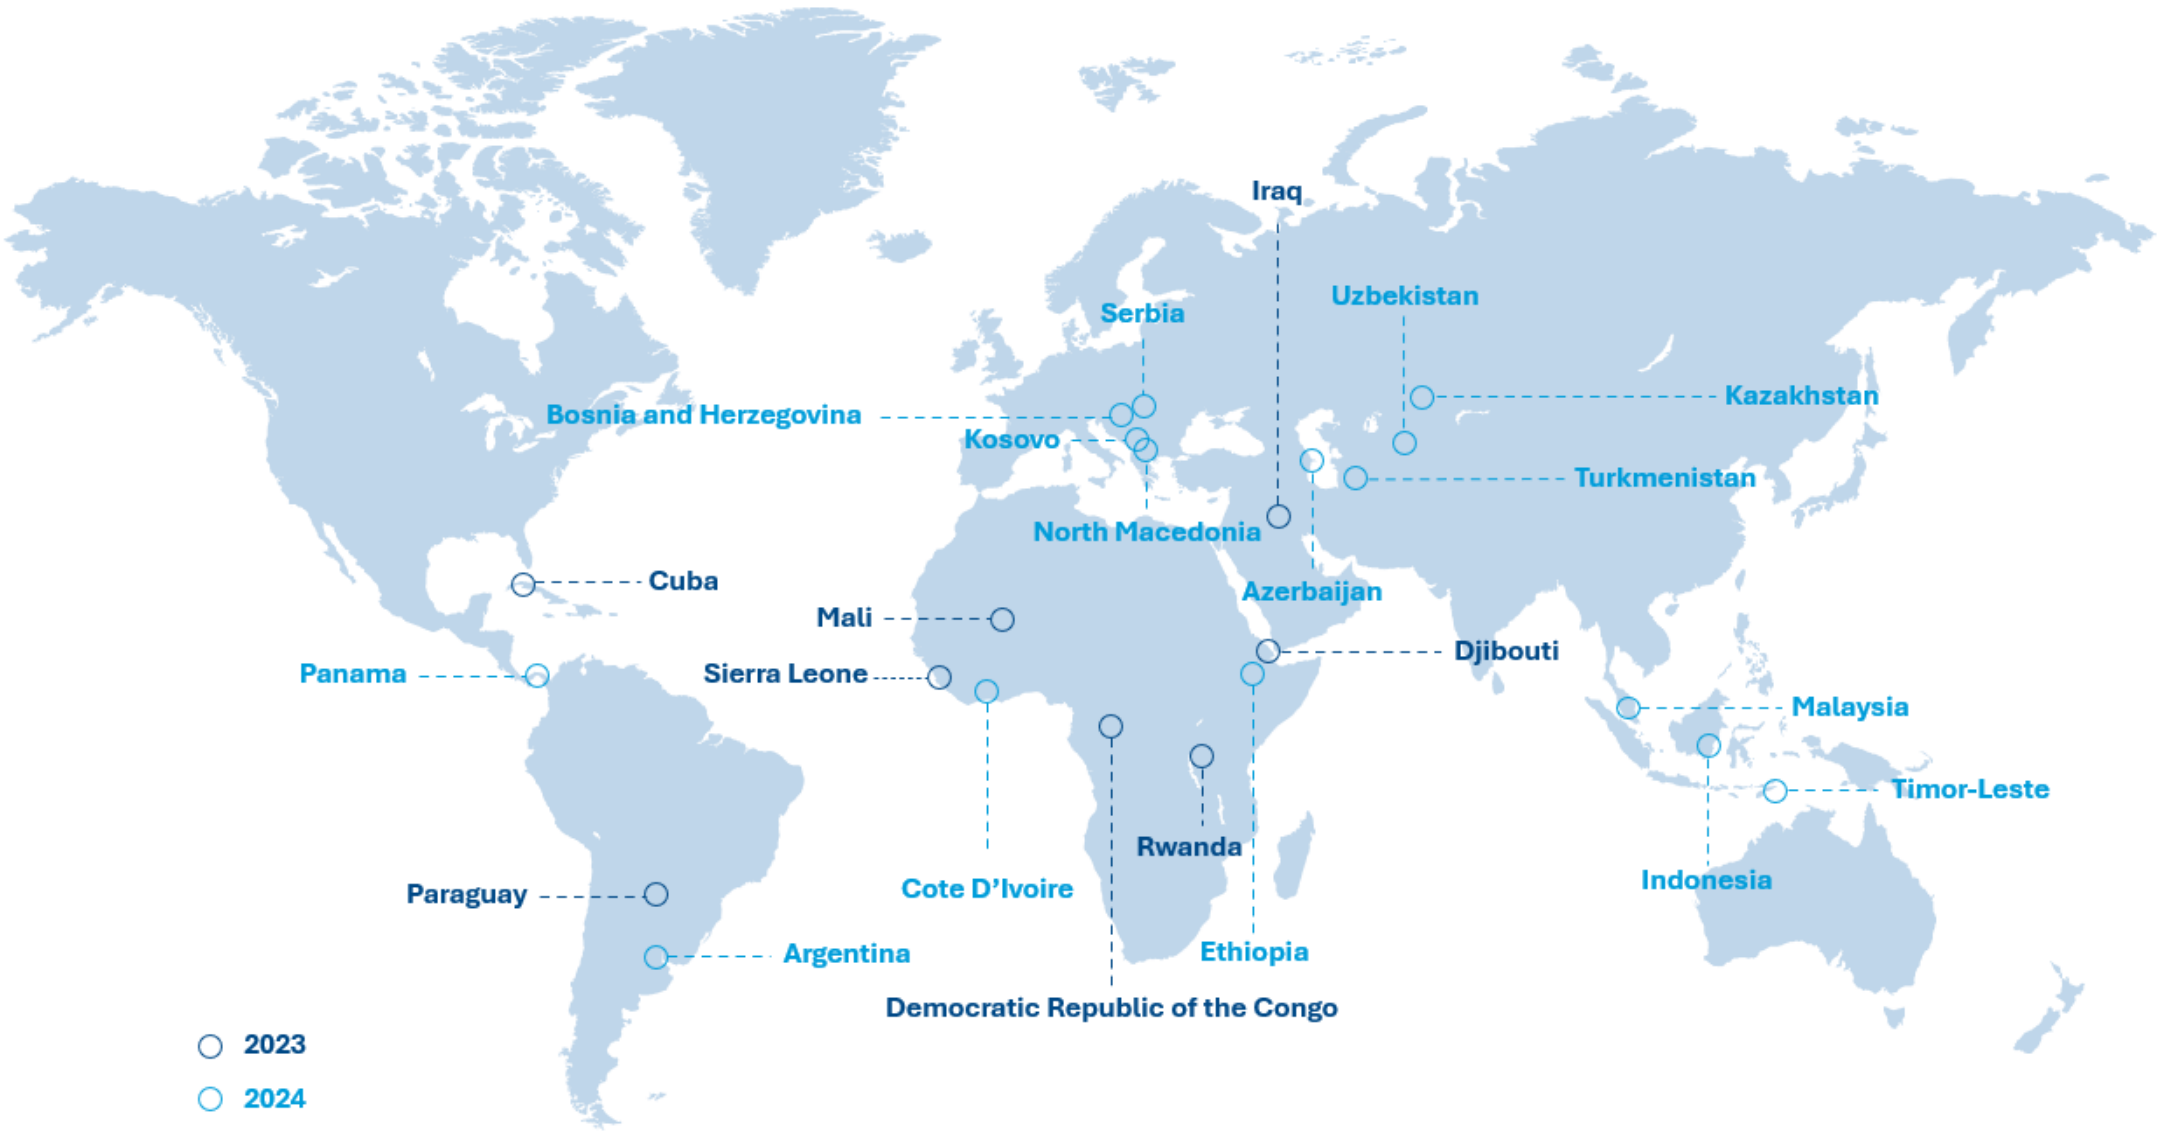 Iraq
Uzbekistan
Serbia
Kazakhstan
Bosnia and Herzegovina
Kosovo
Turkmenistan
North Macedonia
Cuba
Azerbaijan
Mali
Djibouti
Panama
Sierra Leone
Malaysia
Timor-Leste
Rwanda
Indonesia
Cote D’Ivoire
Paraguay
Argentina
Ethiopia
Democratic Republic of the Congo
2023
2024